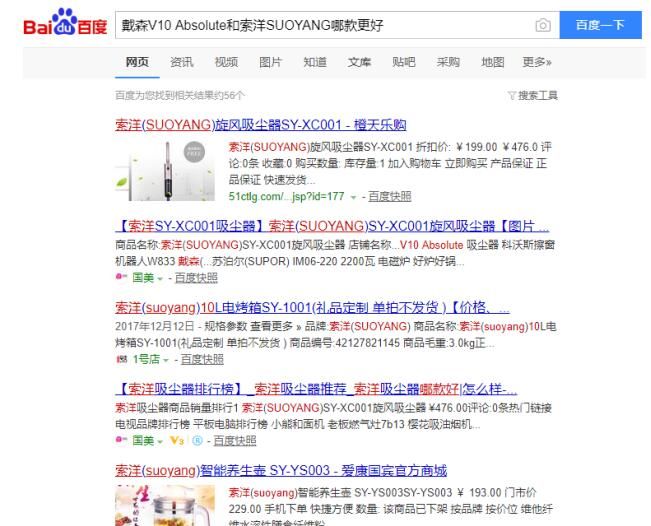 Bai du 百度 戴森V10 Absolute和索洋SUOYANG哪款更好 百度一下
网页 资讯 视频 图片 知道 文库 贴吧 采购 地图 更多»
百度为您找到相关结果约56个 搜索工具
索洋(SUOYANG)旋风吸尘器SY-XC001 - 橙天乐购
索洋(SUOYANG)旋风吸尘器SY-XC001 折扣价: ￥199.00 ￥476.0 评
论:0条 收藏:0 购买数量: 库存量:1 加入购物车 立即购买 产品保证 正
品保证 快速发货...
51ctlg.com/...jsp?id=177 - 百度快照
【索洋SY-XC001吸尘器】索洋(SUOYANG)SY-XC001旋风吸尘器【图片 ...
商品名称:索洋(SUOYANG)SY-XC001旋风吸尘器 店铺名称...V10 Absolute 吸尘器 科沃斯擦窗
机器人W833 戴森(...苏泊尔(SUPOR) IM06-220 2200瓦 电磁炉 好炉好锅...
国美 - 百度快照
索洋(suoyang)10L电烤箱SY-1001(礼品定制 单拍不发货 )【价格、...
2017年12月12日 - 规格参数 查看更多 » 品牌:索洋(SUOYANG) 商品名称:索洋(suoyang)10L电
烤箱SY-1001(礼品定制 单拍不发货 ) 商品编号:42127821145 商品毛重:3.0kg正...
1号店 - 百度快照
【索洋吸尘器排行榜】_索洋吸尘器推荐_索洋吸尘器哪款好|怎么样-...
索洋吸尘器商品销量排行1 索洋(SUOYANG)SY-XC001旋风吸尘器 ¥476.00评论:0条热门链接
电视品牌排行榜 平板电脑排行榜 小熊和面机 老板燃气灶7b13 樱花吸油烟机...
国美 V3 - 百度快照
索洋(suoyang)智能养生壶 SY-YS003 - 爱康国宾官方商城
索洋(suoyang)智能养生壶 SY-YS003SY-YS003 ￥ 193.00 门市价
229.00 手机下单 快捷方便 数量: 该商品已下架 按品牌 按价位 维他纤